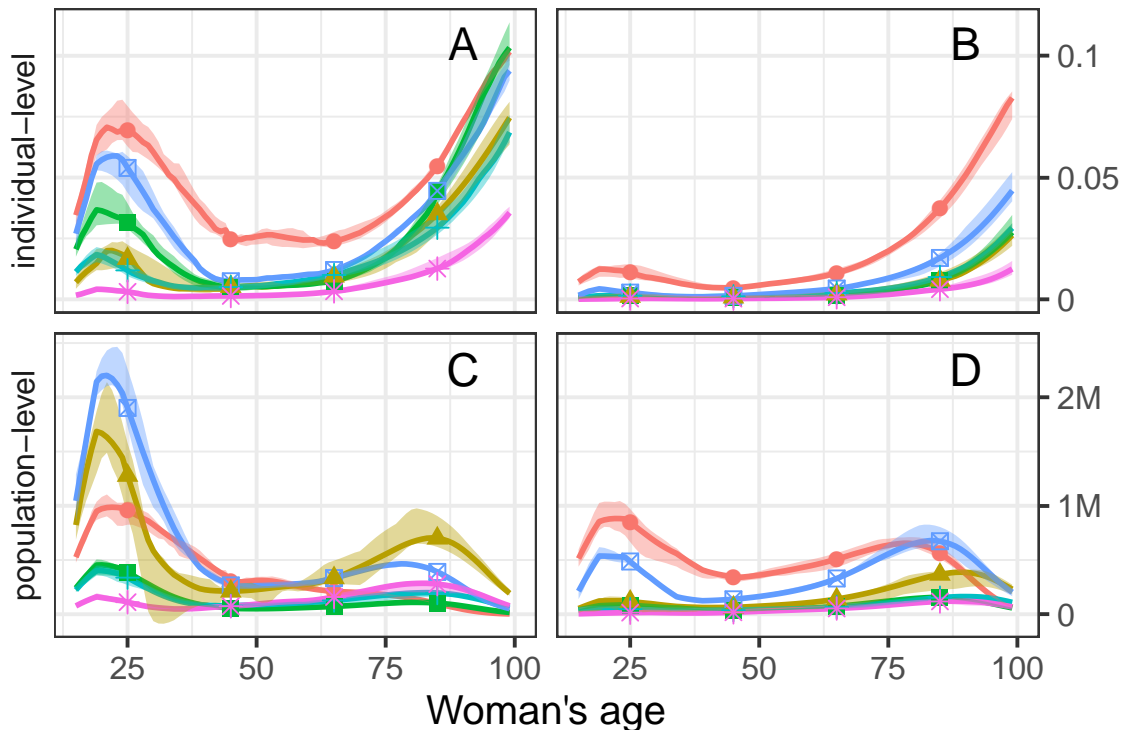 individual−level
A
B
0.1
0.05
0
population−level
C
D
2M
1M
0
25 50 75 100 25 50 75 100
Woman's age